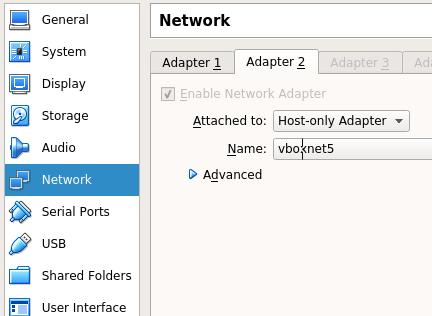 General
System
Display
Storage
Audio
Network
Serial Ports
USB
Shared Folders
User Interface
Network
Adapter 1 Adapter 2 Adapter 3
Enable Network Adapter
Attached to: Host-only Adapter
Name: vboxnet5
Advanced